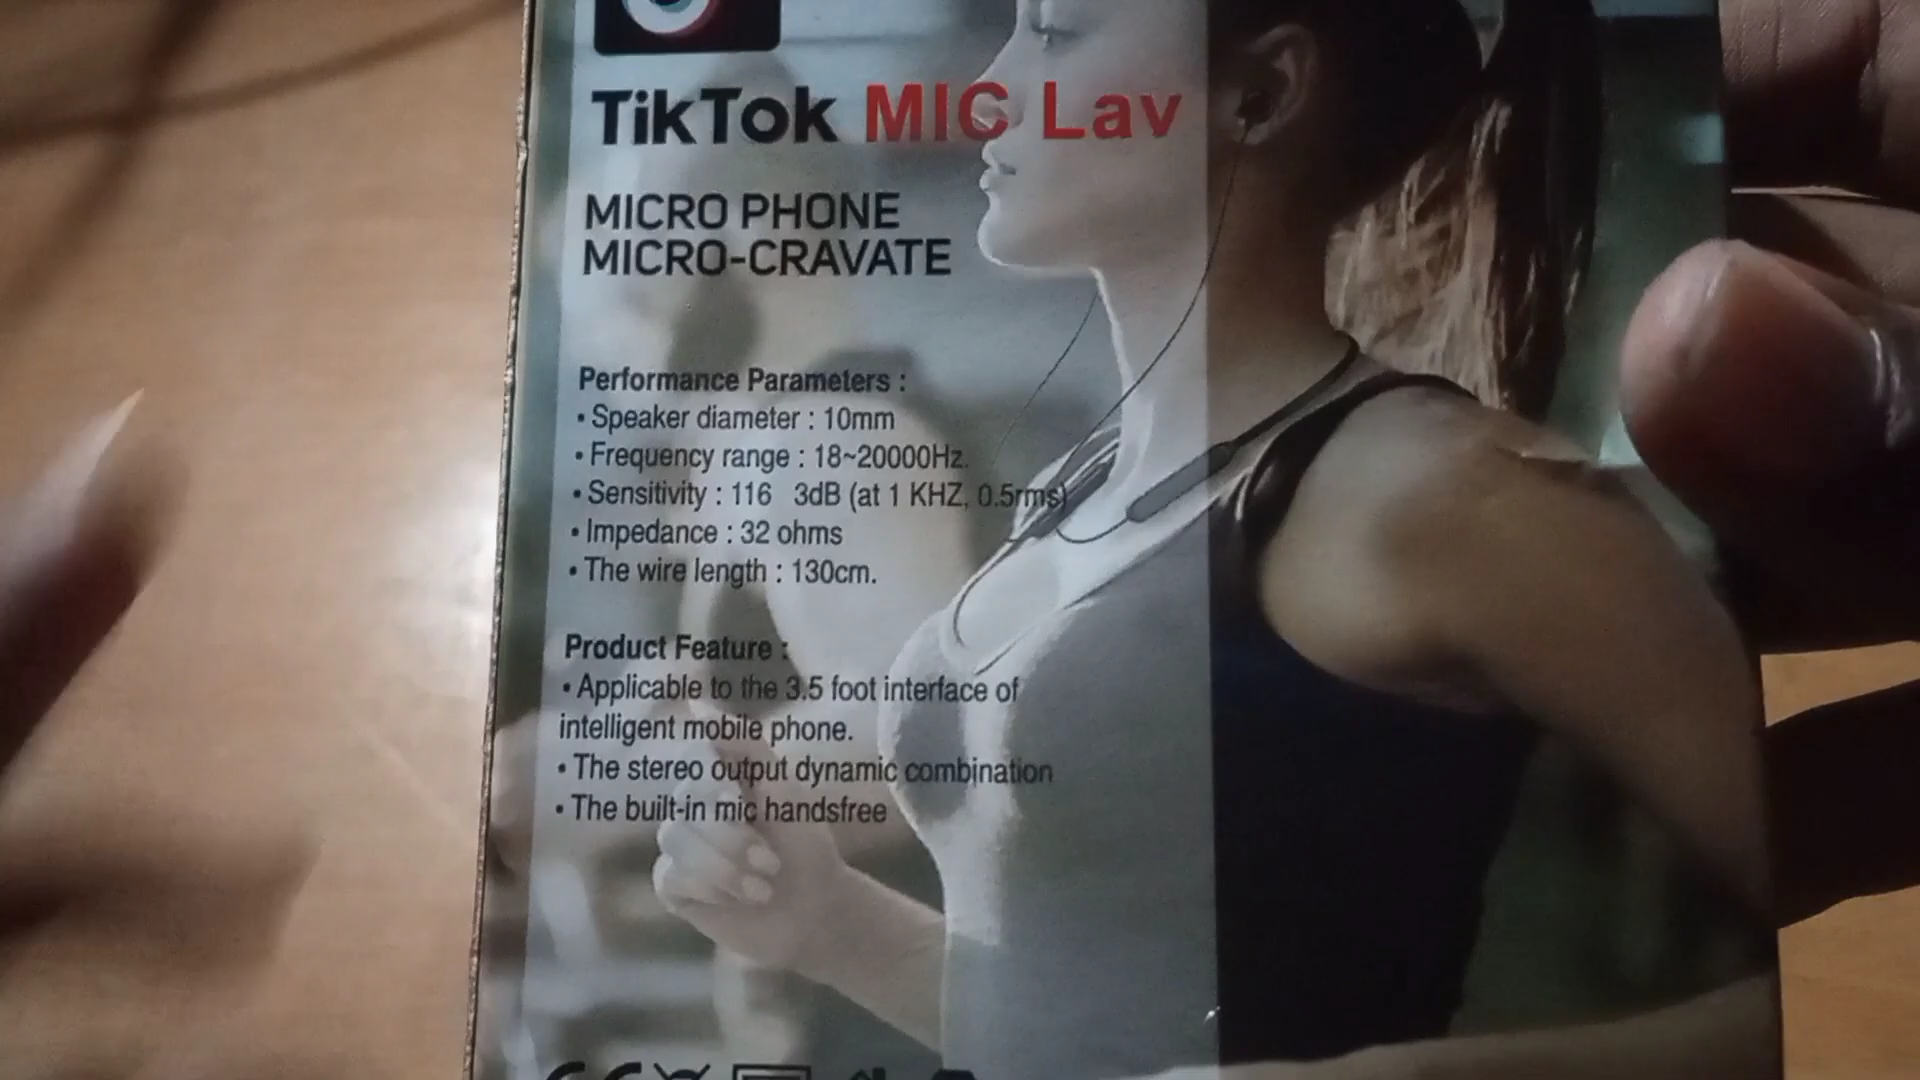 TikTok MIC Lav
MICRO PHONE
MICRO-CRAVATE
Performance Parameters :
• Speaker diameter : 10mm
• Frequency range : 18~20000Hz.
• Sensitivity : 116 3dB (at 1 KHZ, 0.5rms)
• Impedance : 32 ohms
• The wire length : 130cm.
Product Feature :
• Applicable to the 3.5 foot interface of
intelligent mobile phone.
• The stereo output dynamic combination
• The built-in mic handsfree